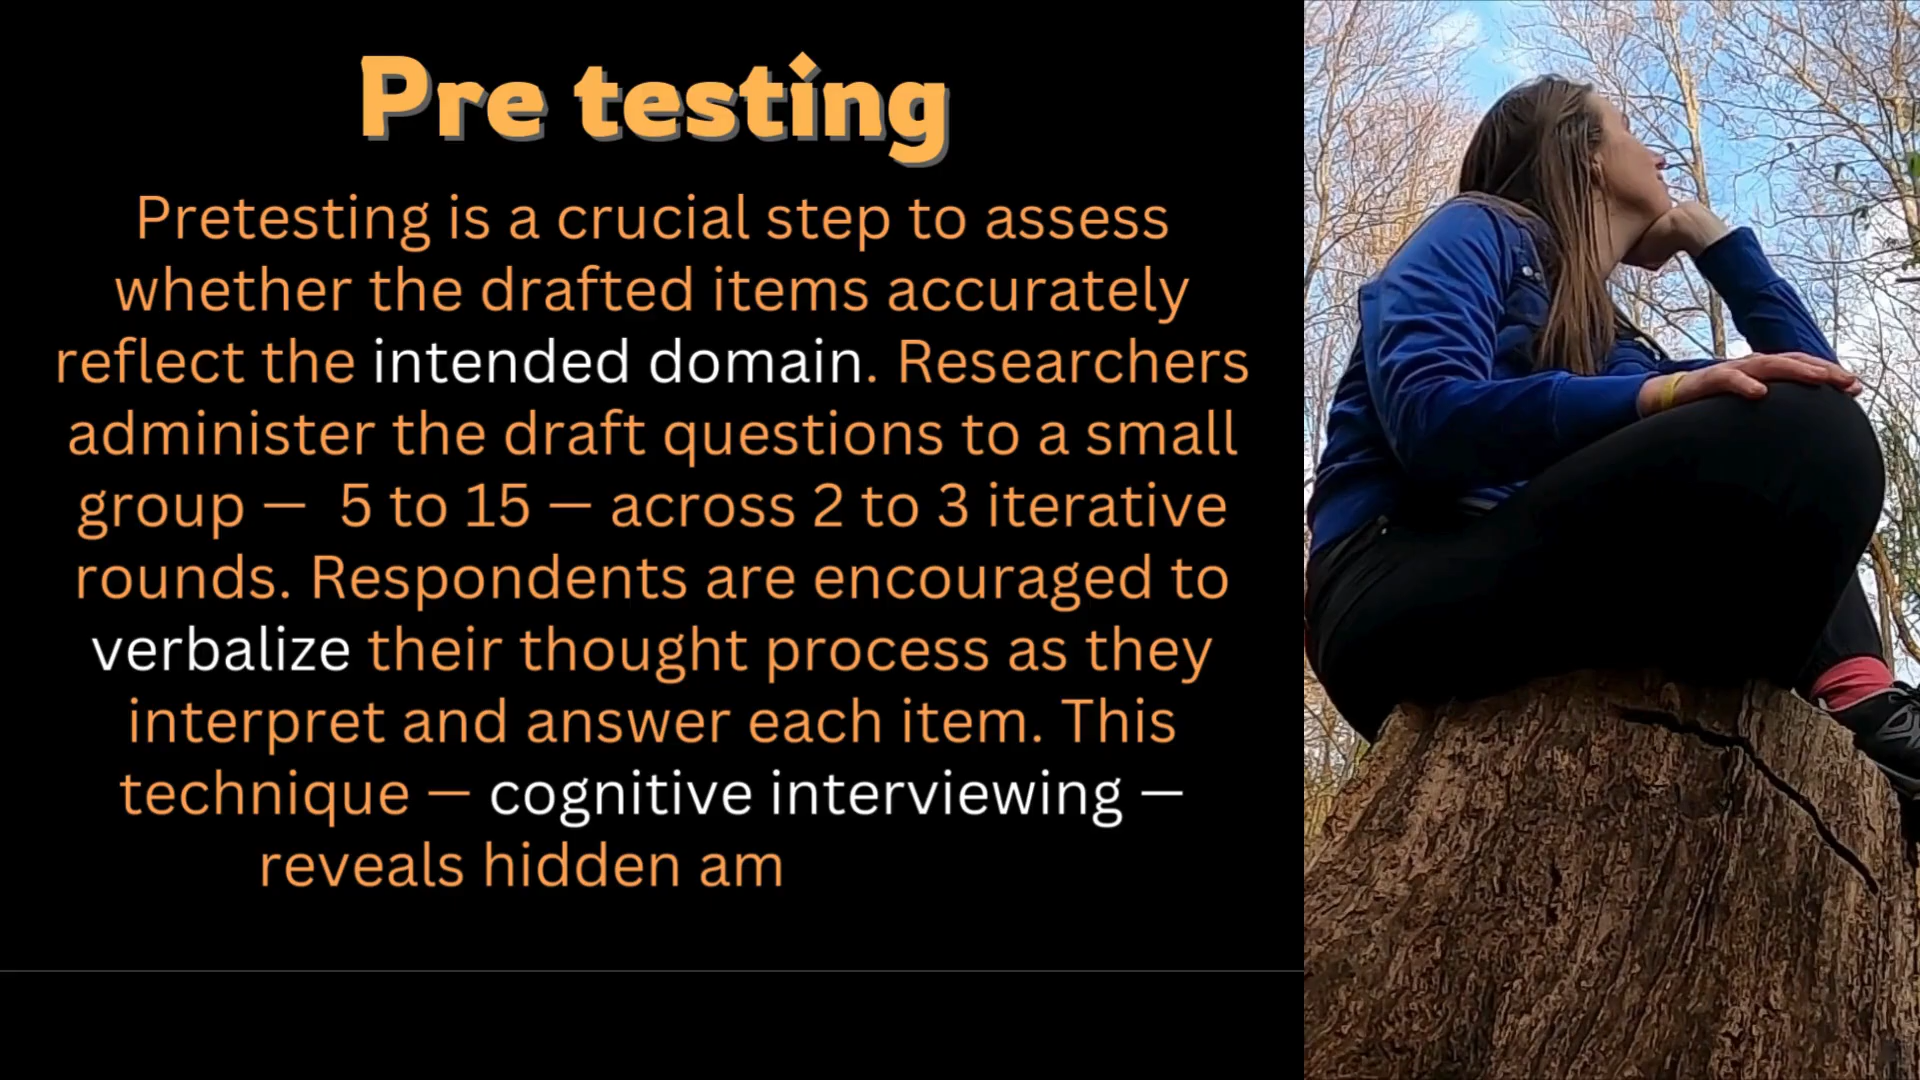 Pre testing
Pretesting is a crucial step to assess
whether the drafted items accurately
reflect the intended domain. Researchers
administer the draft questions to a small
group — 5 to 15 — across 2 to 3 iterative
rounds. Respondents are encouraged to
verbalize their thought process as they
interpret and answer each item. This
technique — cognitive interviewing —
reveals hidden am